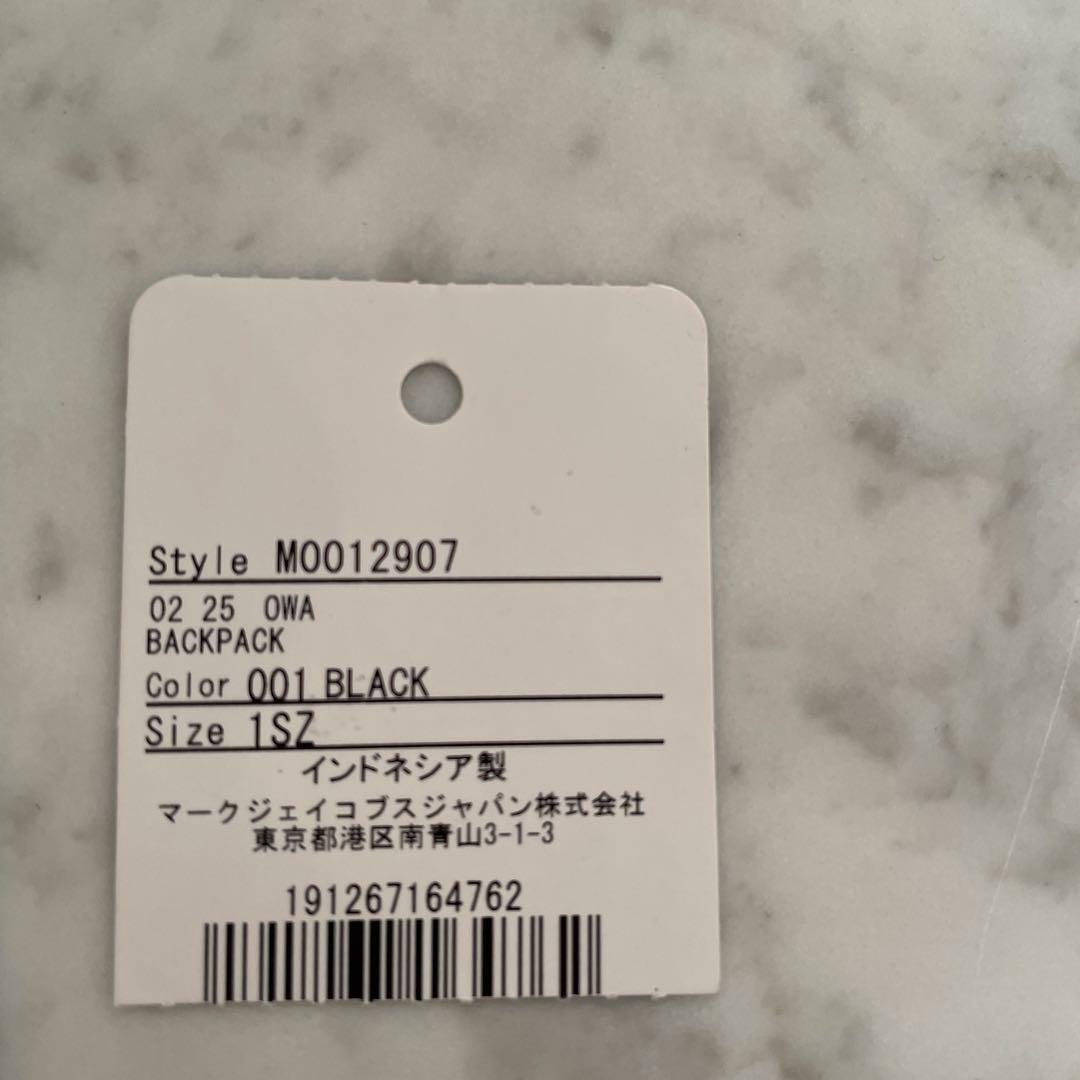 Style M0012907
02 25 0WA
BACKPACK
Color 001 BLACK
Size 1SZ
インドネシア製
マークジェイコブスジャパン株式会社
東京都港区南青山3-1-3
191267164762